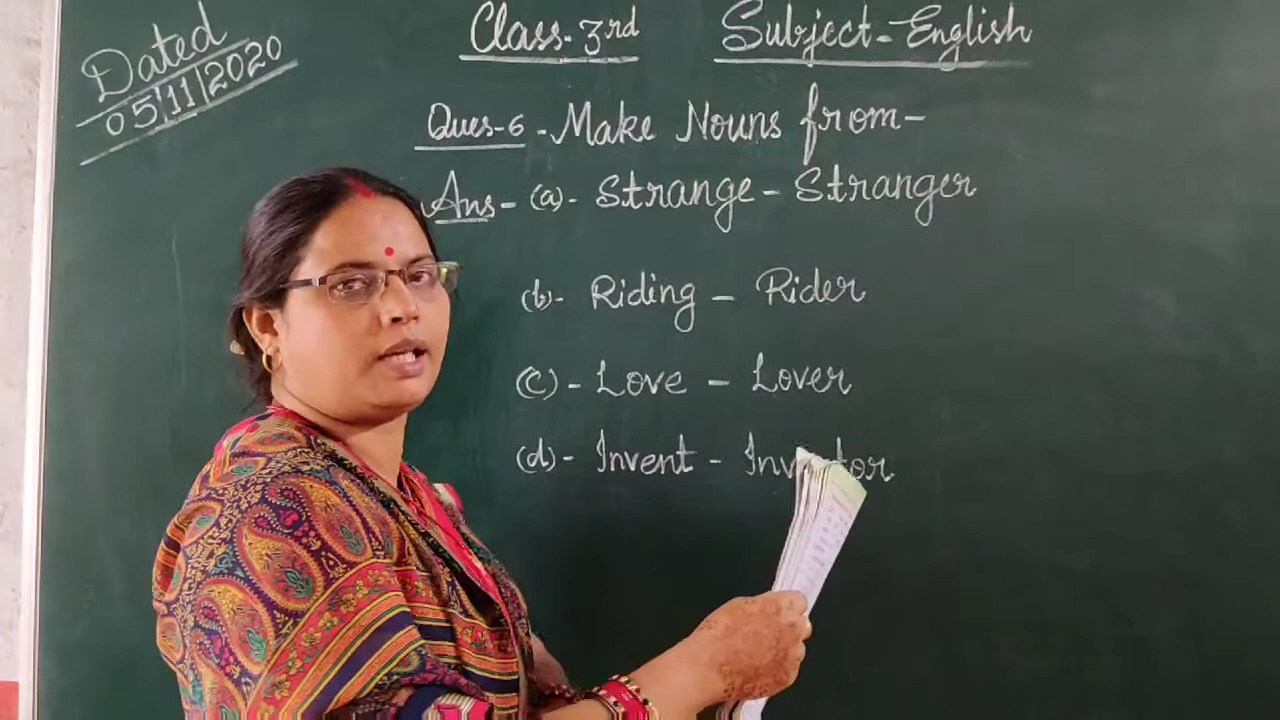 Dated
05/11/2020
Class-3rd Subject-English
Ques-6-Make Nouns from-
Ans-(a)-Strange-Stranger
(b)-Riding-Rider
(c)-Love-Lover
(d)-Invent-